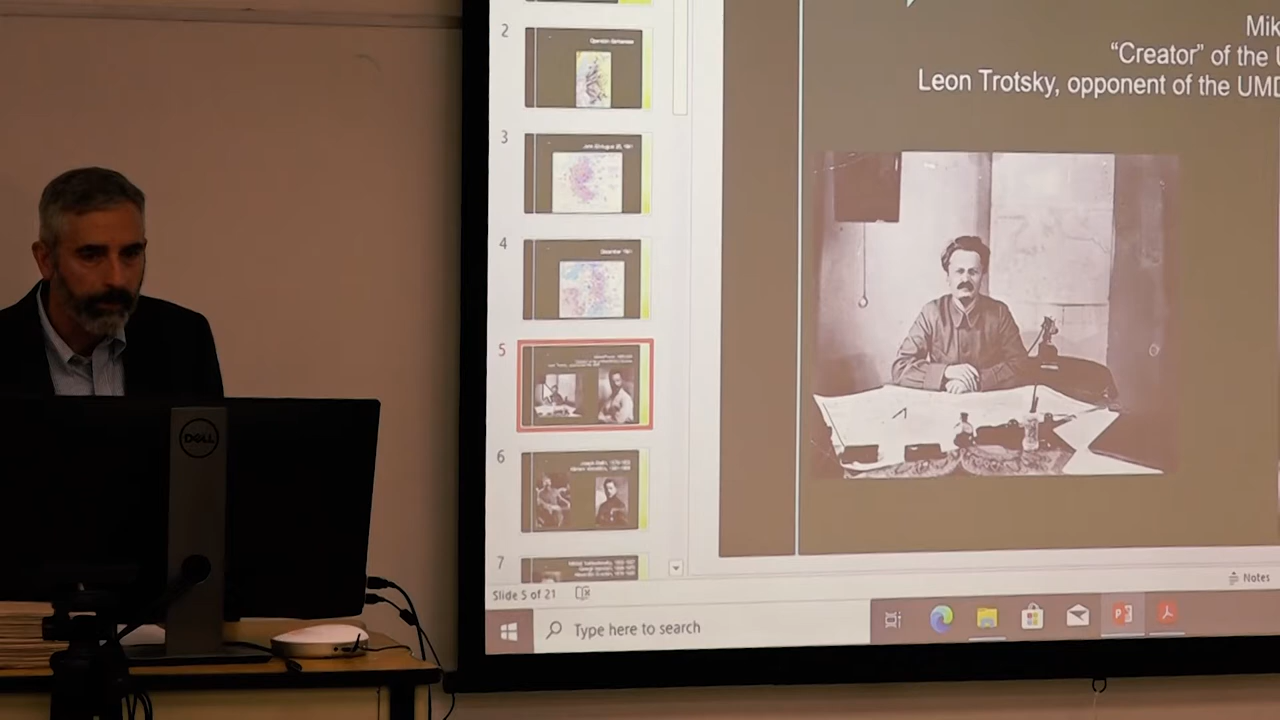 Mik
"Creator" of the U
Leon Trotsky, opponent of the UMD
2
3
4
5
6
7
Slide 5 of 21
Notes
Type here to search
DELL